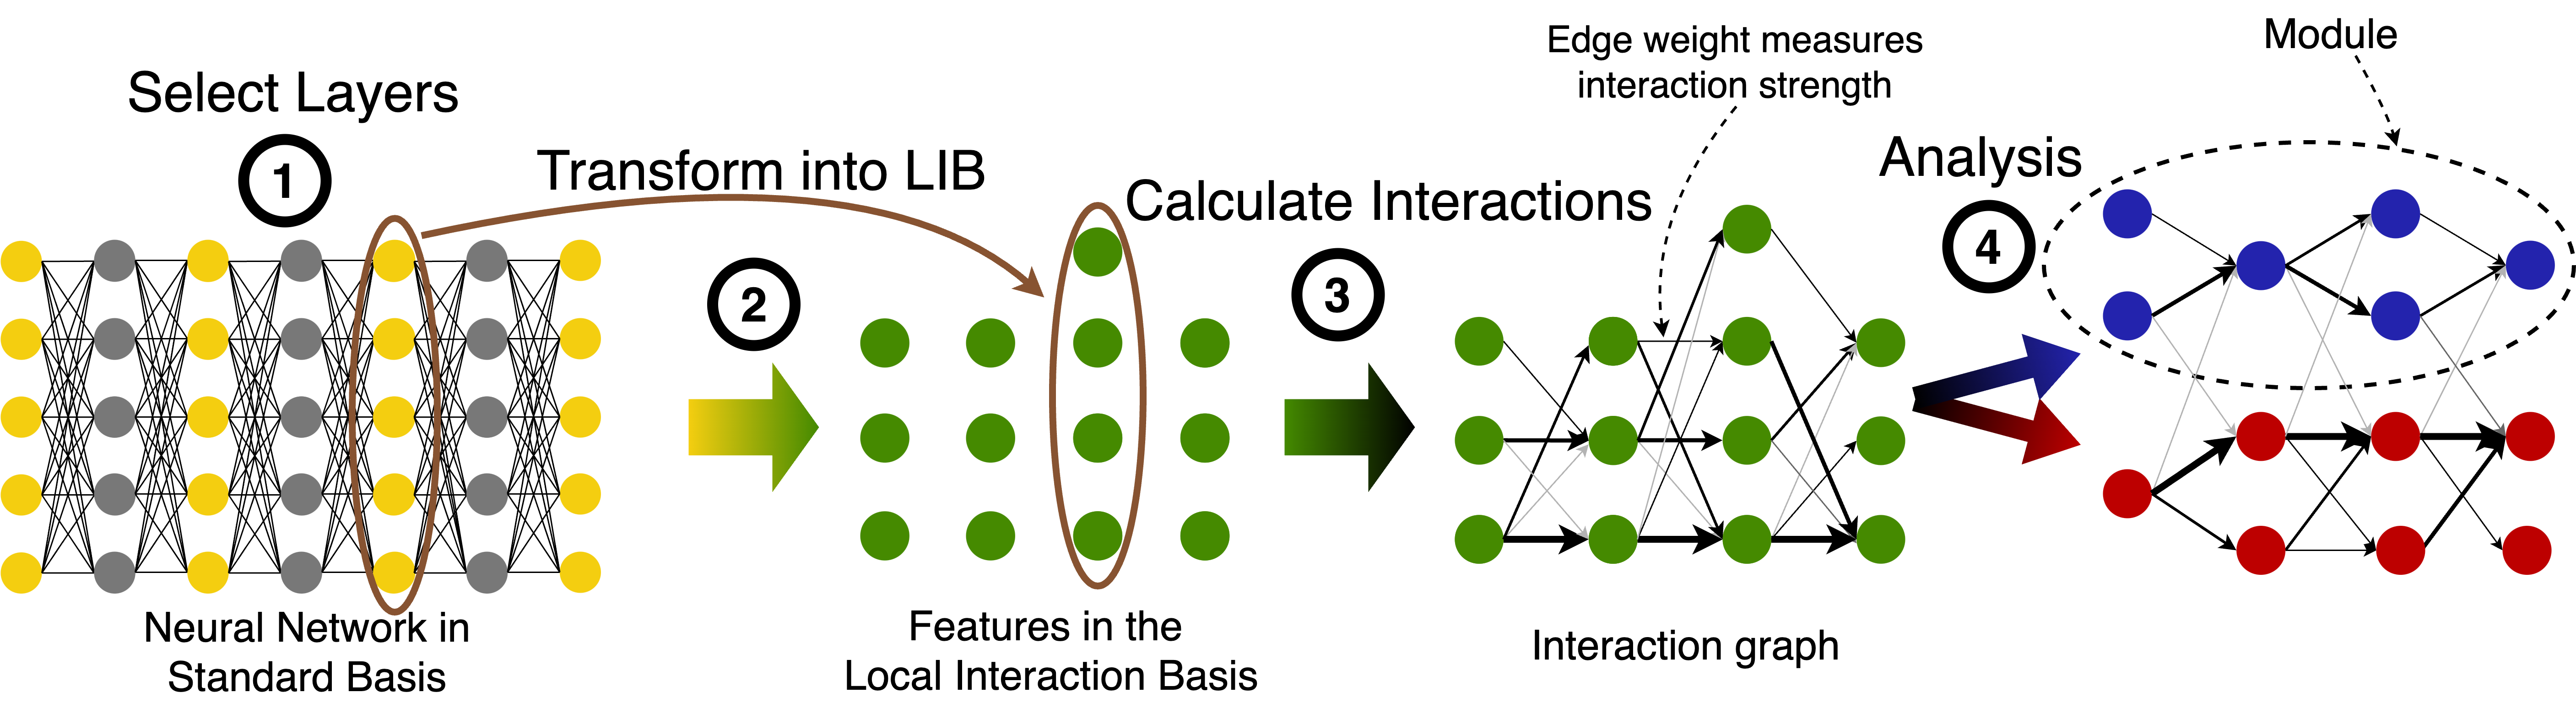 Select Layers
1
Transform into LIB
2
Calculate Interactions
3
Edge weight measures
interaction strength
Analysis
4
Module
Neural Network in
Standard Basis
Features in the
Local Interaction Basis
Interaction graph